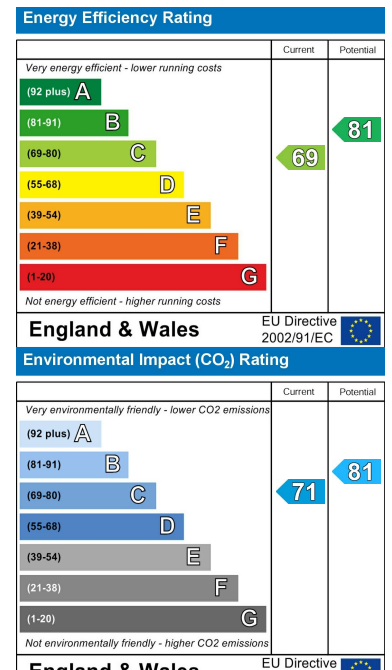 Energy Efficiency Rating
Current Potential
Very energy efficient - lower running costs
(92 plus) A
(81-91) B
81
(69-80) C
69
(55-68) D
(39-54) E
(21-38) F
(1-20) G
Not energy efficient - higher running costs
England & Wales
EU Directive
2002/91/EC
Environmental Impact (CO₂) Rating
Current Potential
Very environmentally friendly - lower CO2 emissions
(92 plus) A
(81-91) B
81
(69-80) C
71
(55-68) D
(39-54) E
(21-38) F
(1-20) G
Not environmentally friendly - higher CO2 emissions
England & Wales
EU Directive